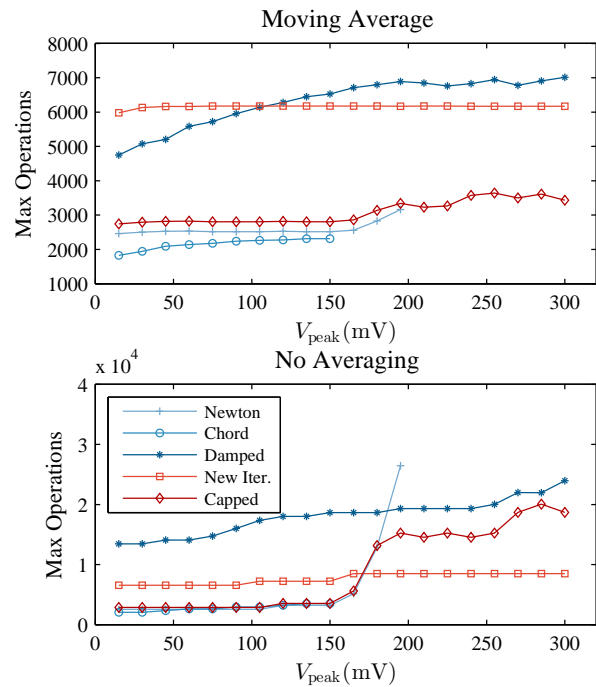 Moving Average
8000
7000
6000
5000
4000
3000
2000
1000
Max Operations
0 50 100 150 200 250 300
V_peak(mV)
No Averaging
x 10^4
4
3
2
1
0
Max Operations
Newton
Chord
Damped
New Iter.
Capped
0 50 100 150 200 250 300
V_peak(mV)